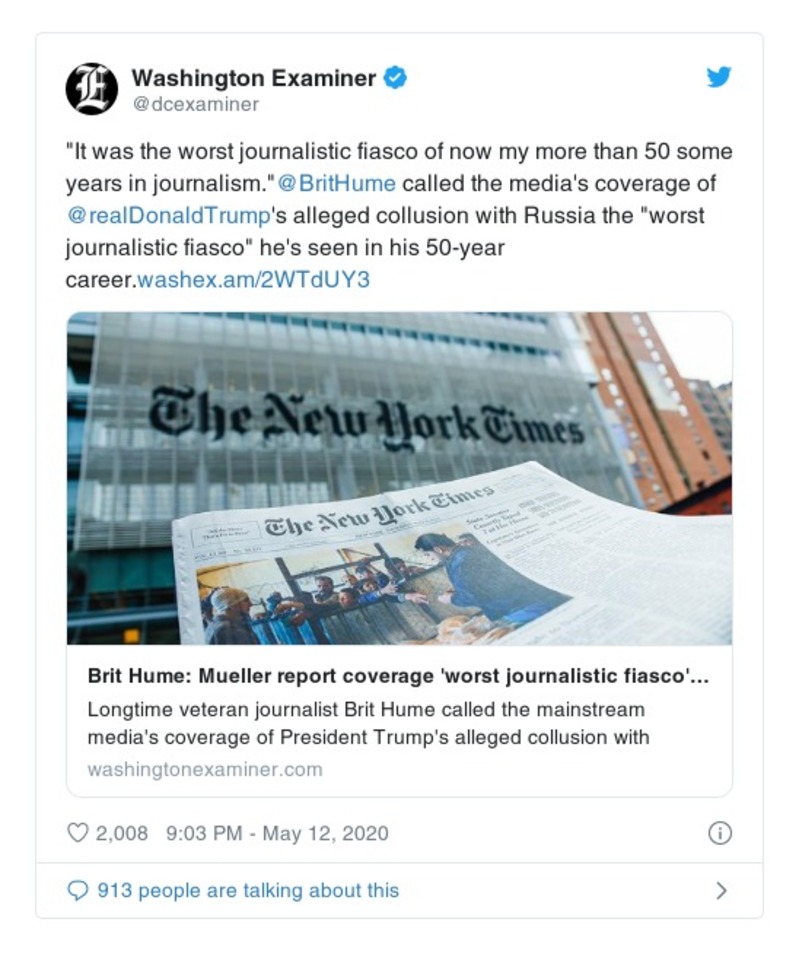 Washington Examiner
@dcexaminer
"It was the worst journalistic fiasco of now my more than 50 some
years in journalism."@BritHume called the media's coverage of
@realDonaldTrump's alleged collusion with Russia the "worst
journalistic fiasco" he's seen in his 50-year
career.washex.am/2WTdUY3
The New York Times
The New York Times
Brit Hume: Mueller report coverage 'worst journalistic fiasco'...
Longtime veteran journalist Brit Hume called the mainstream
media's coverage of President Trump's alleged collusion with
washingtonexaminer.com
2,008 9:03 PM - May 12, 2020
913 people are talking about this